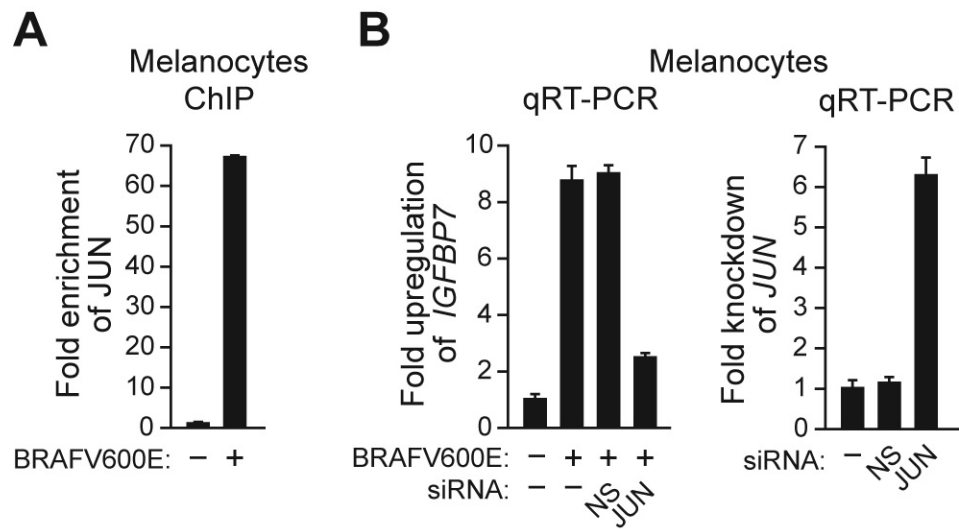 A
Melanocytes
ChIP
Fold enrichment
of JUN
70
60
50
40
30
20
10
0
BRAFV600E: – +
B
Melanocytes
qRT-PCR
Fold upregulation
of IGFBP7
10
8
6
4
2
0
BRAFV600E: – + + +
siRNA: – – NS JUN
qRT-PCR
Fold knockdown
of JUN
7
6
5
4
3
2
1
0
siRNA: – NS JUN